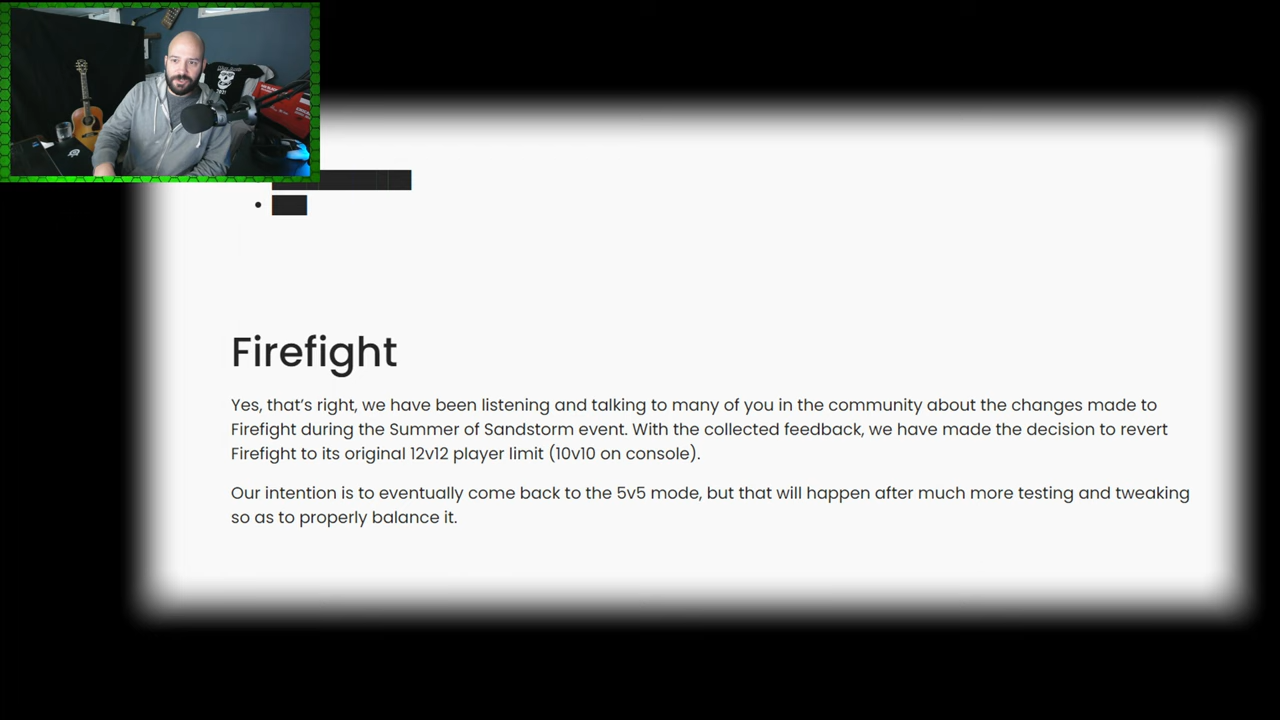 Firefight
Yes, that’s right, we have been listening and talking to many of you in the community about the changes made to
Firefight during the Summer of Sandstorm event. With the collected feedback, we have made the decision to revert
Firefight to its original 12v12 player limit (10v10 on console).
Our intention is to eventually come back to the 5v5 mode, but that will happen after much more testing and tweaking
so as to properly balance it.